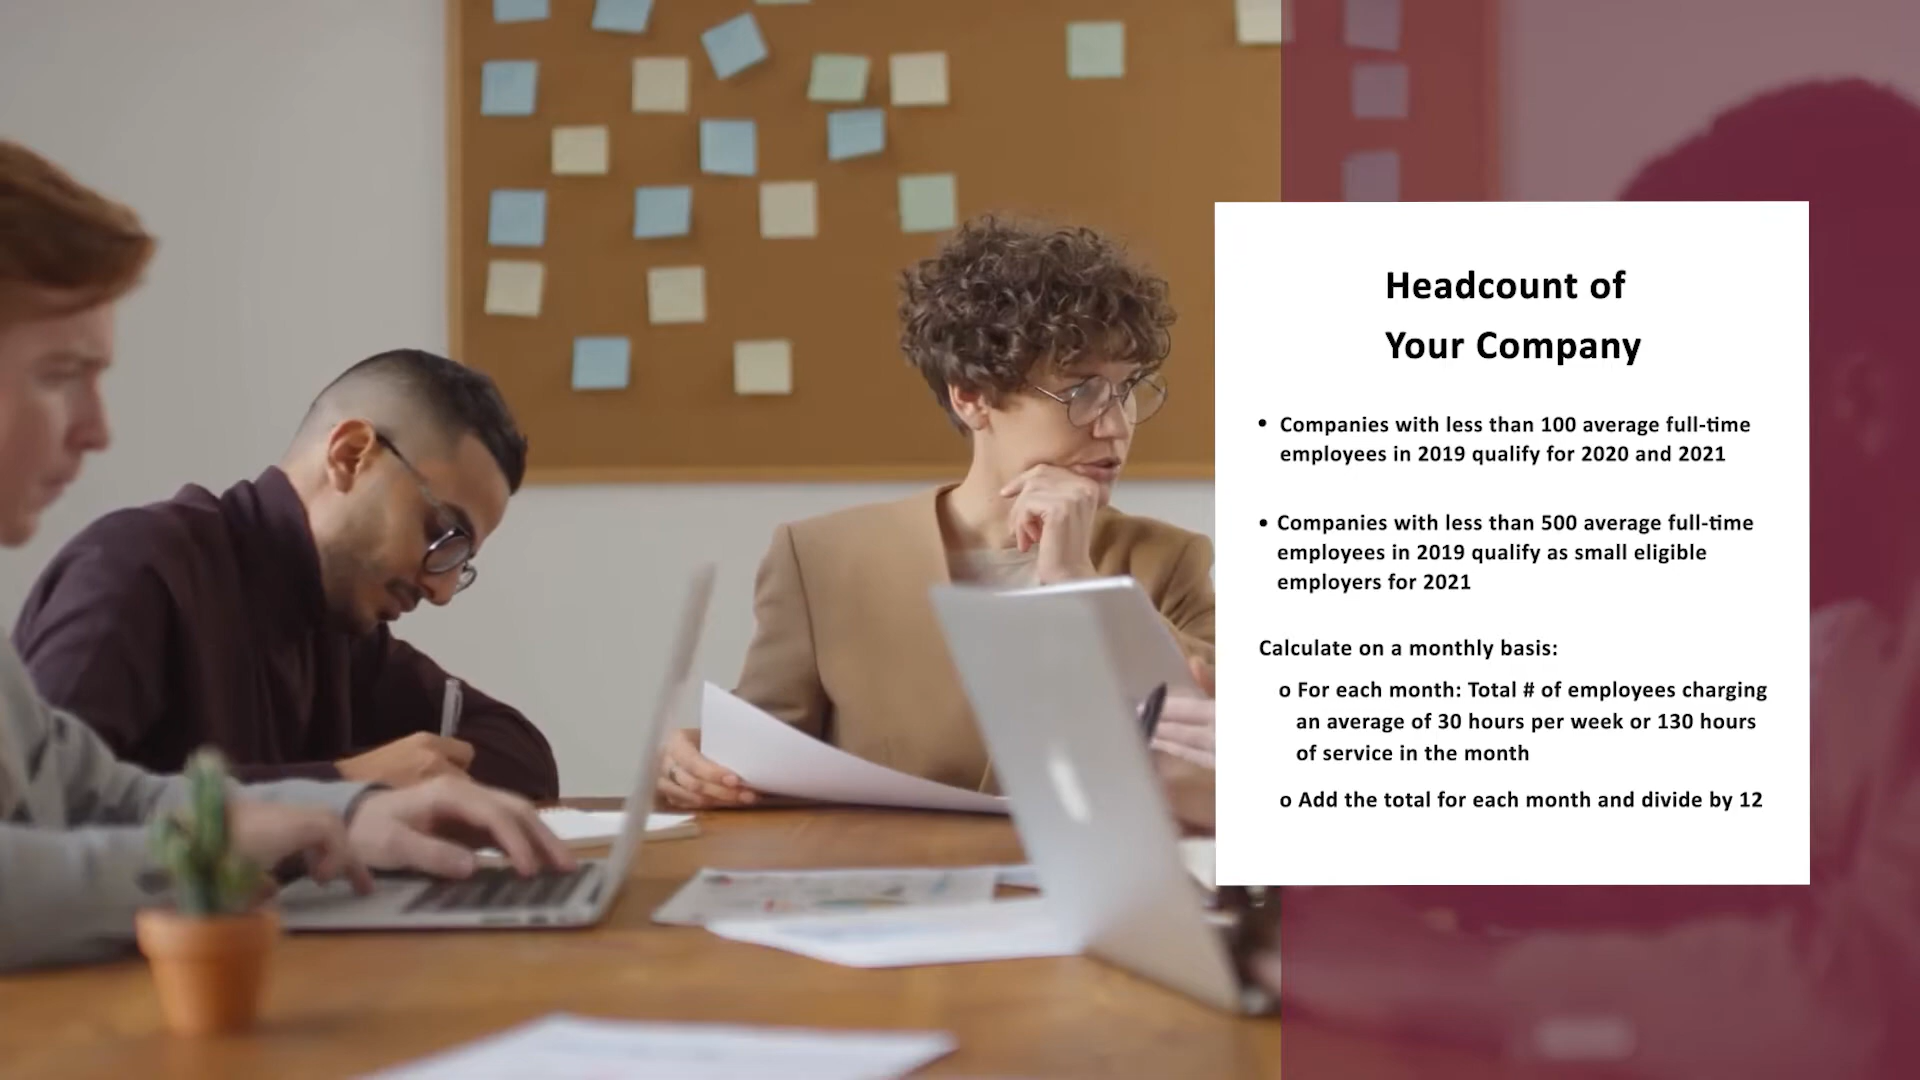 Headcount of
Your Company
• Companies with less than 100 average full-time
employees in 2019 qualify for 2020 and 2021
• Companies with less than 500 average full-time
employees in 2019 qualify as small eligible
employers for 2021
Calculate on a monthly basis:
o For each month: Total # of employees charging
an average of 30 hours per week or 130 hours
of service in the month
o Add the total for each month and divide by 12